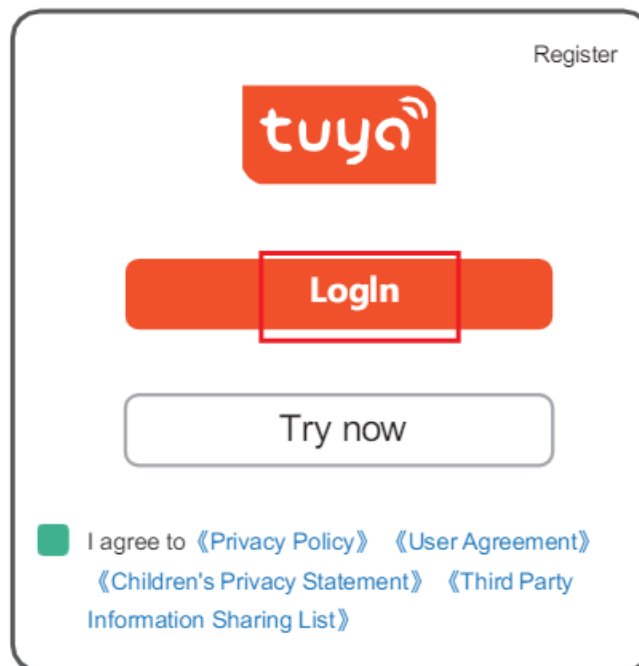 Register
tuya
LogIn
Try now
I agree to 《Privacy Policy》 《User Agreement》
《Children's Privacy Statement》 《Third Party
Information Sharing List》